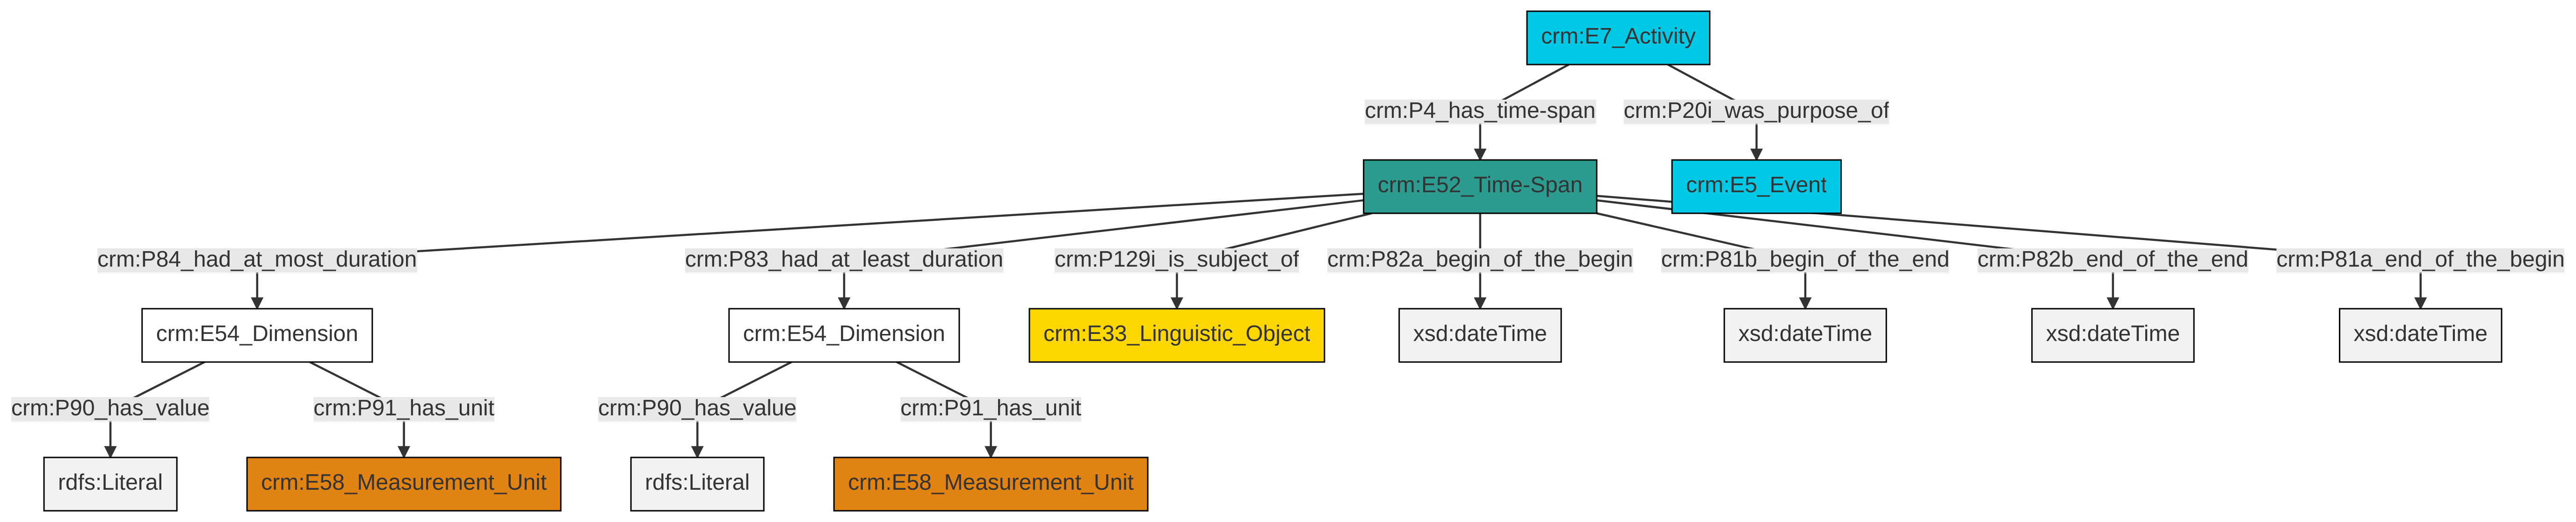 crm:E7_Activity
crm:P4_has_time-span
crm:P20i_was_purpose_of
crm:E52_Time-Span
crm:E5_Event
crm:P84_had_at_most_duration
crm:P83_had_at_least_duration
crm:P129i_is_subject_of
crm:P82a_begin_of_the_begin
crm:P81b_begin_of_the_end
crm:P82b_end_of_the_end
crm:P81a_end_of_the_begin
crm:E54_Dimension
crm:E54_Dimension
crm:E33_Linguistic_Object
xsd:dateTime
xsd:dateTime
xsd:dateTime
xsd:dateTime
crm:P90_has_value
crm:P91_has_unit
crm:P90_has_value
crm:P91_has_unit
rdfs:Literal
crm:E58_Measurement_Unit
rdfs:Literal
crm:E58_Measurement_Unit